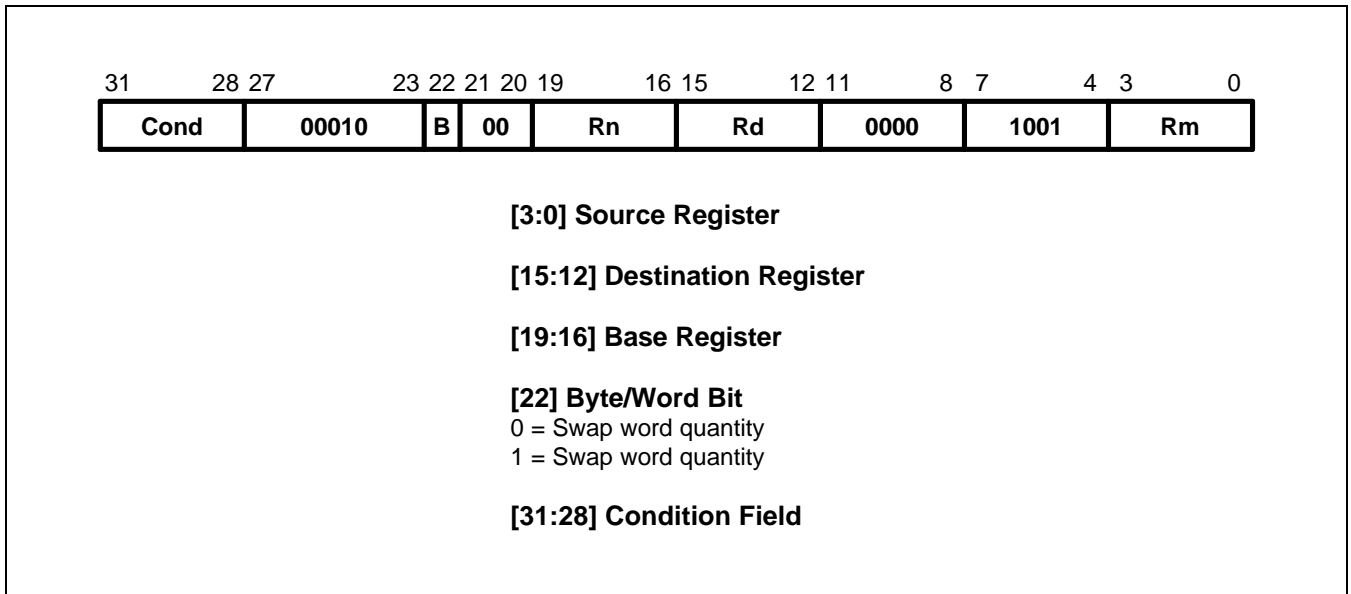 31 28 27 23 22 21 20 19 16 15 12 11 8 7 4 3 0
Cond 00010 B 00 Rn Rd 0000 1001 Rm
[3:0] Source Register
[15:12] Destination Register
[19:16] Base Register
[22] Byte/Word Bit
0 = Swap word quantity
1 = Swap word quantity
[31:28] Condition Field